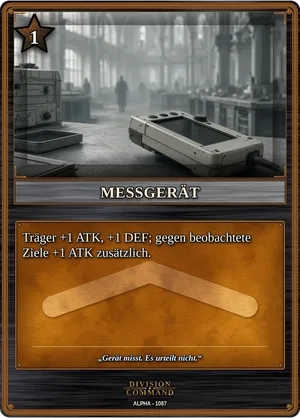 1
MESSGERÄT
Träger +1 ATK, +1 DEF; gegen beobachtete
Ziele +1 ATK zusätzlich.
„Gerät misst. Es urteilt nicht.“
DIVISION
COMMAND
ALPHA - 1087